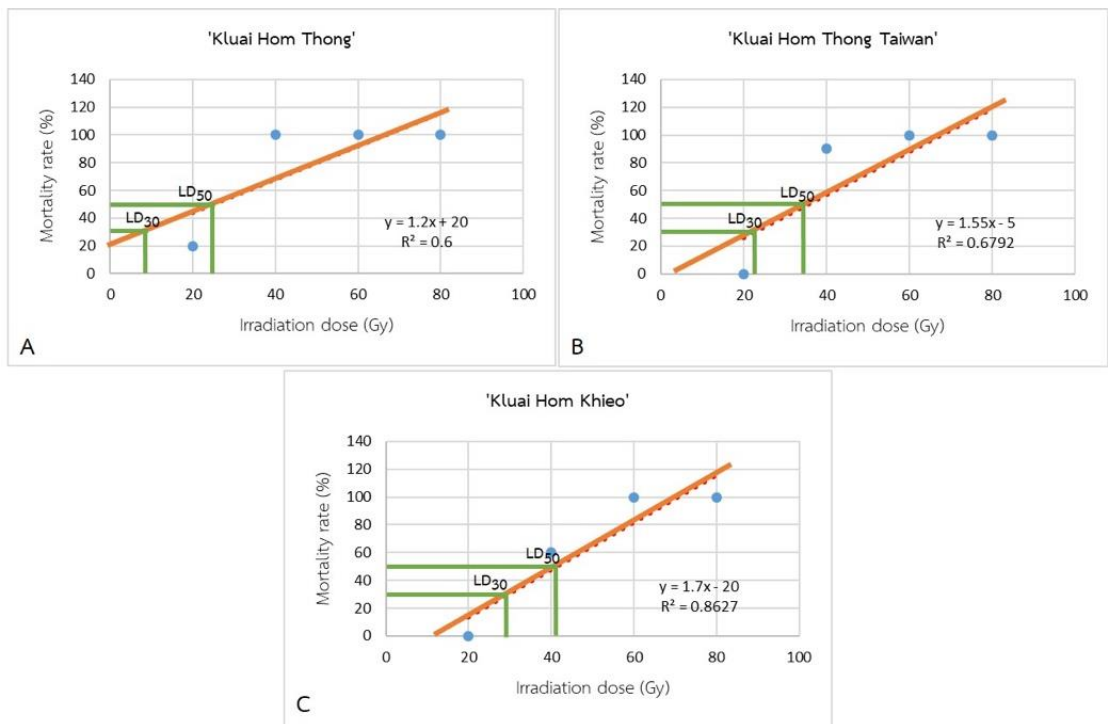 'Kluai Hom Thong'
140
120
100
80
60
40
20
0
Mortality rate (%)
LD50
LD30
y = 1.2x + 20
R² = 0.6
0 20 40 60 80 100
Irradiation dose (Gy)
A
'Kluai Hom Thong Taiwan'
140
120
100
80
60
40
20
0
Mortality rate (%)
LD50
LD30
y = 1.55x - 5
R² = 0.6792
0 20 40 60 80 100
Irradiation dose (Gy)
B
'Kluai Hom Khieo'
140
120
100
80
60
40
20
0
Mortality rate (%)
LD50
LD30
y = 1.7x - 20
R² = 0.8627
0 20 40 60 80 100
Irradiation dose (Gy)
C